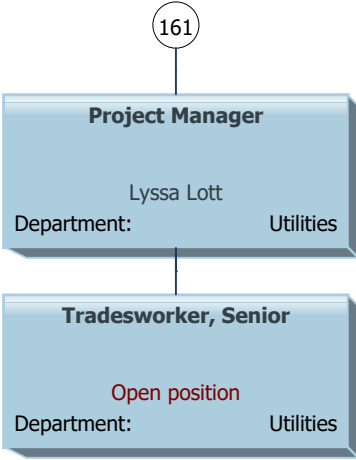 161
Project Manager
Lyssa Lott
Department: Utilities
Tradesworker, Senior
Open position
Department: Utilities